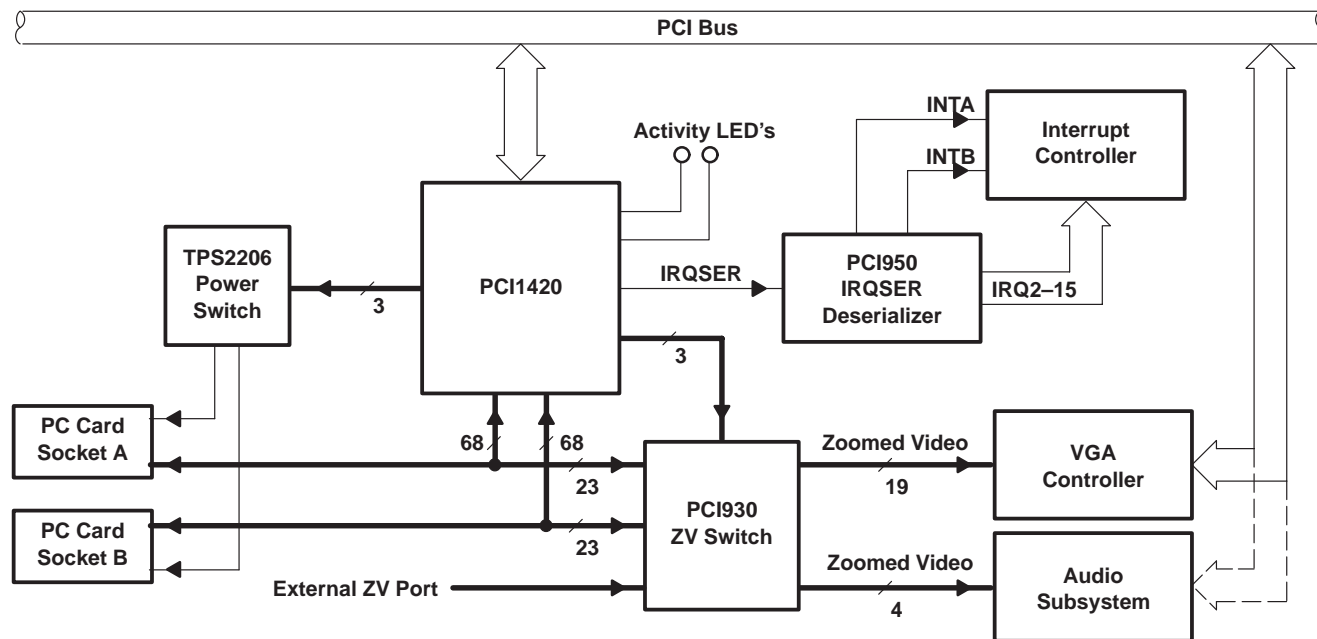 PCI Bus
Activity LED's
INTA
INTB
Interrupt
Controller
TPS2206
Power
Switch
3
PCI1420
IRQSER
PCI950
IRQSER
Deserializer
IRQ2–15
3
PC Card
Socket A
68
68
23
Zoomed Video
19
VGA
Controller
PCI930
ZV Switch
PC Card
Socket B
23
External ZV Port
Zoomed Video
4
Audio
Subsystem